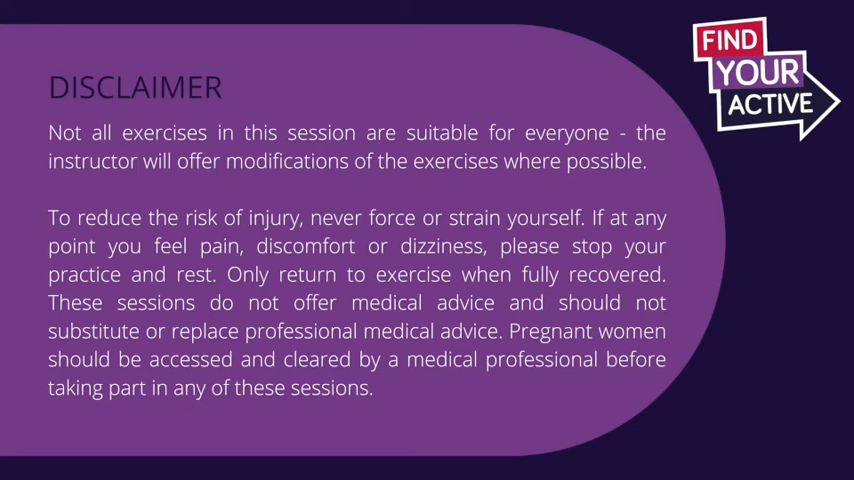 DISCLAIMER
Not all exercises in this session are suitable for everyone - the
instructor will offer modifications of the exercises where possible.
To reduce the risk of injury, never force or strain yourself. If at any
point you feel pain, discomfort or dizziness, please stop your
practice and rest. Only return to exercise when fully recovered.
These sessions do not offer medical advice and should not
substitute or replace professional medical advice. Pregnant women
should be accessed and cleared by a medical professional before
taking part in any of these sessions.
FIND
YOUR
ACTIVE